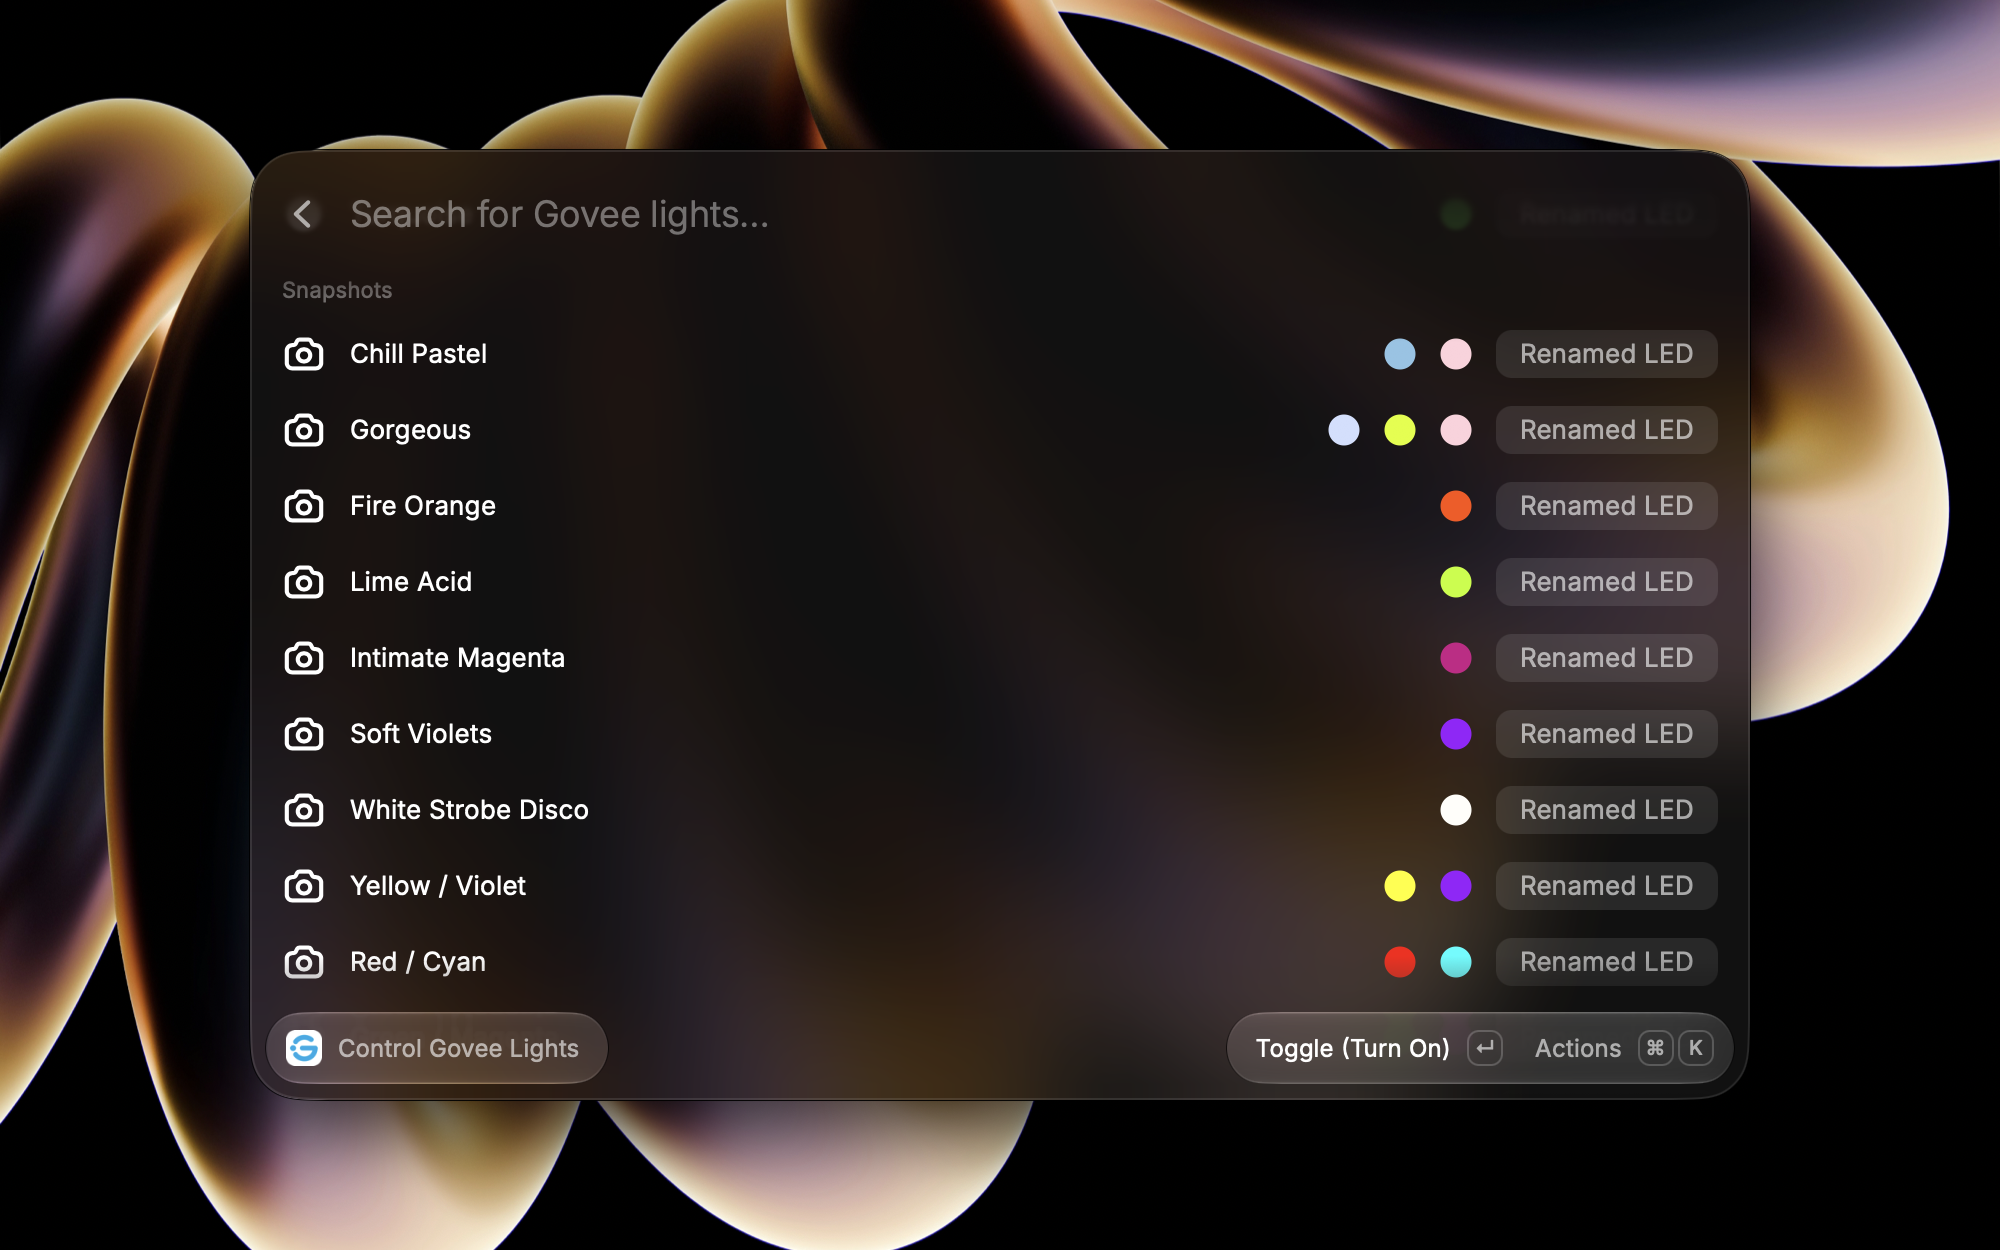 Search for Govee lights...
Renamed LED
Snapshots
Chill Pastel Renamed LED
Gorgeous Renamed LED
Fire Orange Renamed LED
Lime Acid Renamed LED
Intimate Magenta Renamed LED
Soft Violets Renamed LED
White Strobe Disco Renamed LED
Yellow / Violet Renamed LED
Red / Cyan Renamed LED
Control Govee Lights Toggle (Turn On) ↵ Actions ⌘ K